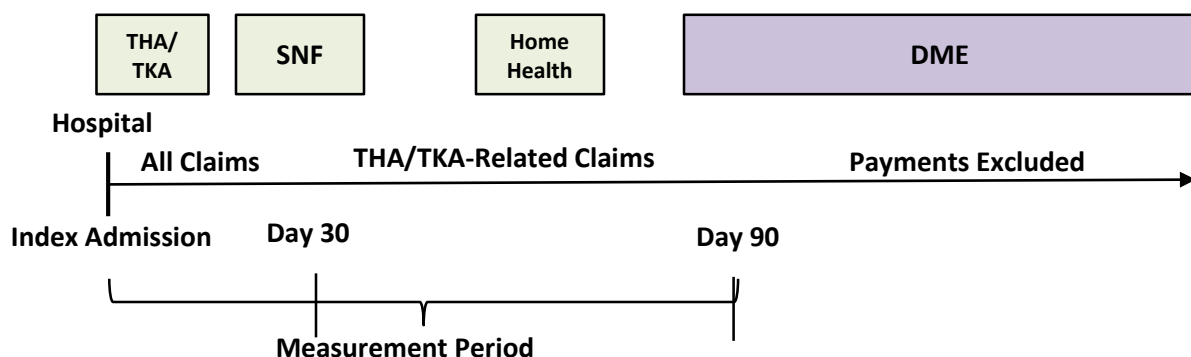 THA/
TKA
SNF
Home
Health
DME
Hospital
All Claims
THA/TKA-Related Claims
Payments Excluded
Index Admission
Day 30
Day 90
Measurement Period